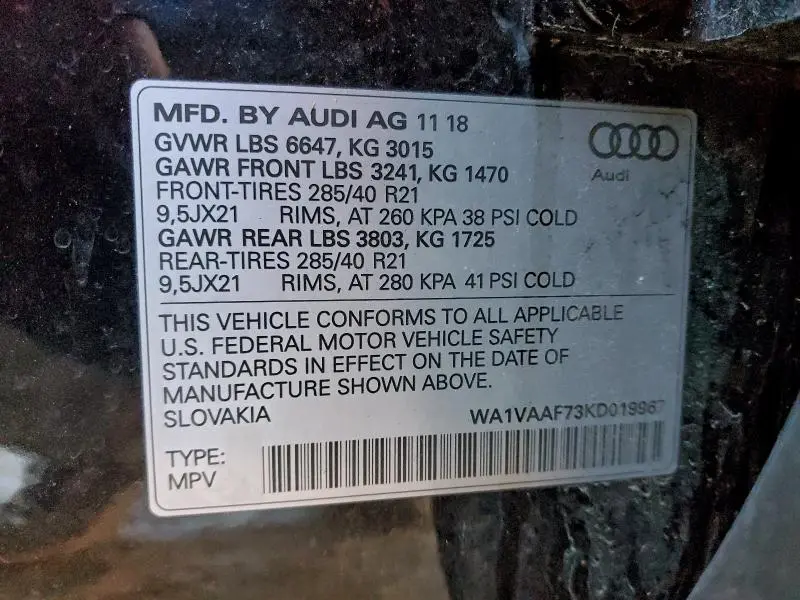 MFD. BY AUDI AG 11 18
GVWR LBS 6647, KG 3015
GAWR FRONT LBS 3241, KG 1470
FRONT-TIRES 285/40 R21
9,5JX21 RIMS, AT 260 KPA 38 PSI COLD
GAWR REAR LBS 3803, KG 1725
REAR-TIRES 285/40 R21
9,5JX21 RIMS, AT 280 KPA 41 PSI COLD
Audi
THIS VEHICLE CONFORMS TO ALL APPLICABLE
U.S. FEDERAL MOTOR VEHICLE SAFETY
STANDARDS IN EFFECT ON THE DATE OF
MANUFACTURE SHOWN ABOVE.
SLOVAKIA WA1VAAF73KD019967
TYPE:
MPV